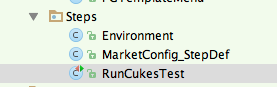 Steps
Environment
MarketConfig_StepDef
RunCukesTest